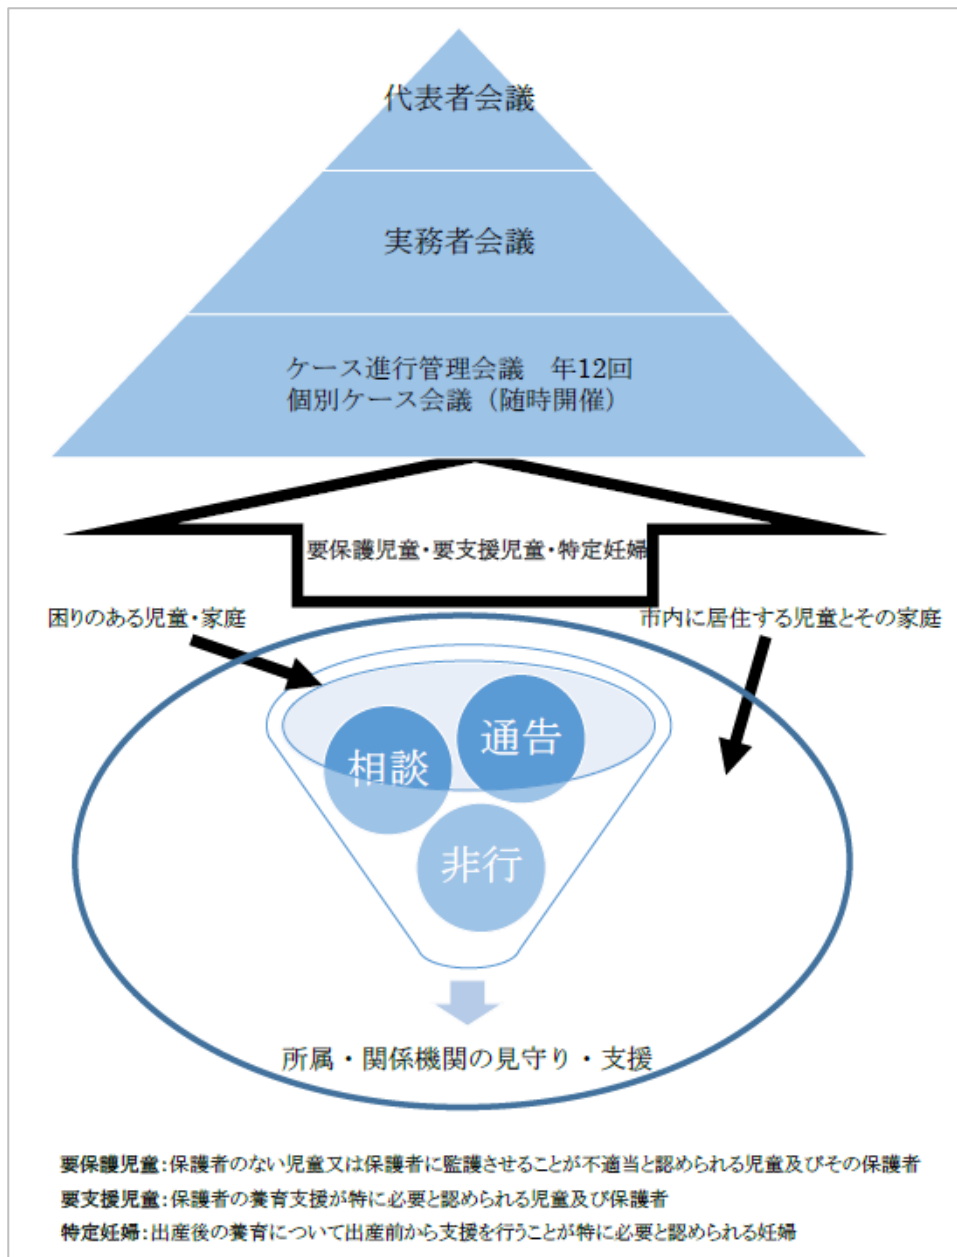 代表者会議
実務者会議
ケース進行管理会議　年12回
個別ケース会議（随時開催）
要保護児童・要支援児童・特定妊婦
困りのある児童・家庭
市内に居住する児童とその家庭
通告
相談
非行
所属・関係機関の見守り・支援
要保護児童：保護者のない児童又は保護者に監護させることが不適当と認められる児童及びその保護者
要支援児童：保護者の養育支援が特に必要と認められる児童及び保護者
特定妊婦：出産後の養育について出産前から支援を行うことが特に必要と認められる妊婦